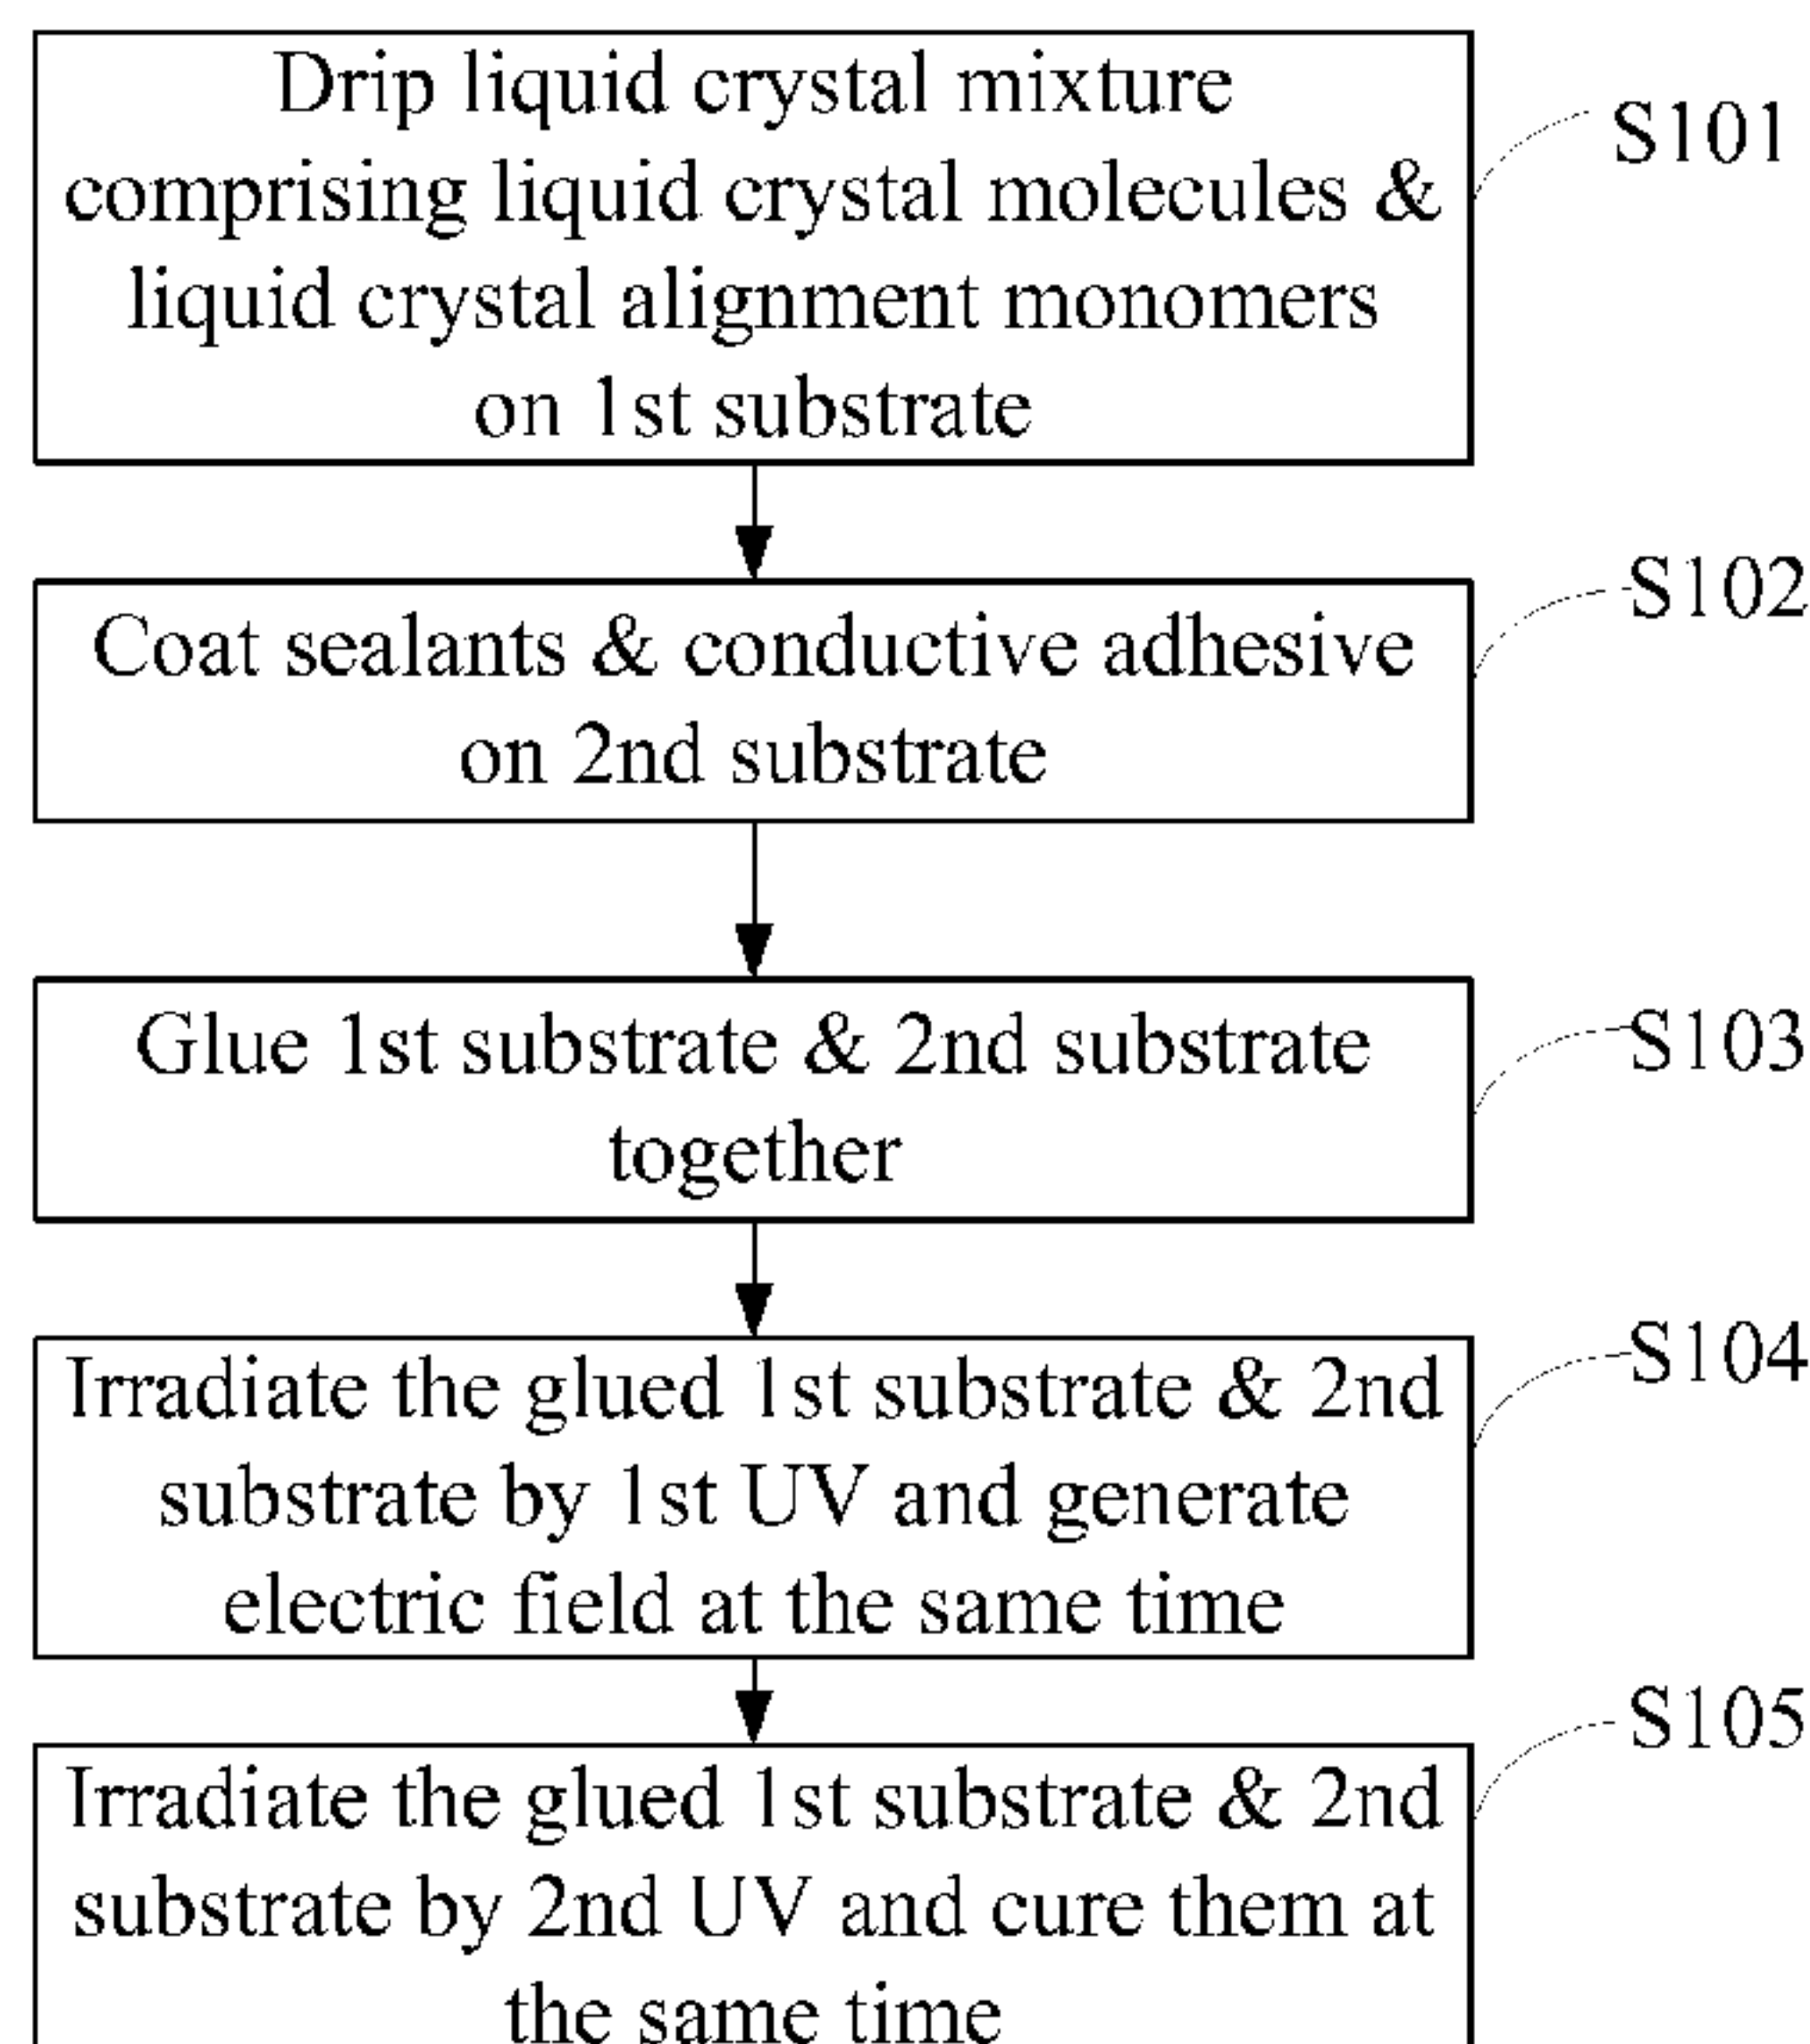 Drip liquid crystal mixture
comprising liquid crystal molecules &
liquid crystal alignment monomers
on 1st substrate
S101
Coat sealants & conductive adhesive
on 2nd substrate
S102
Glue 1st substrate & 2nd substrate
together
S103
Irradiate the glued 1st substrate & 2nd
substrate by 1st UV and generate
electric field at the same time
S104
Irradiate the glued 1st substrate & 2nd
substrate by 2nd UV and cure them at
the same time
S105